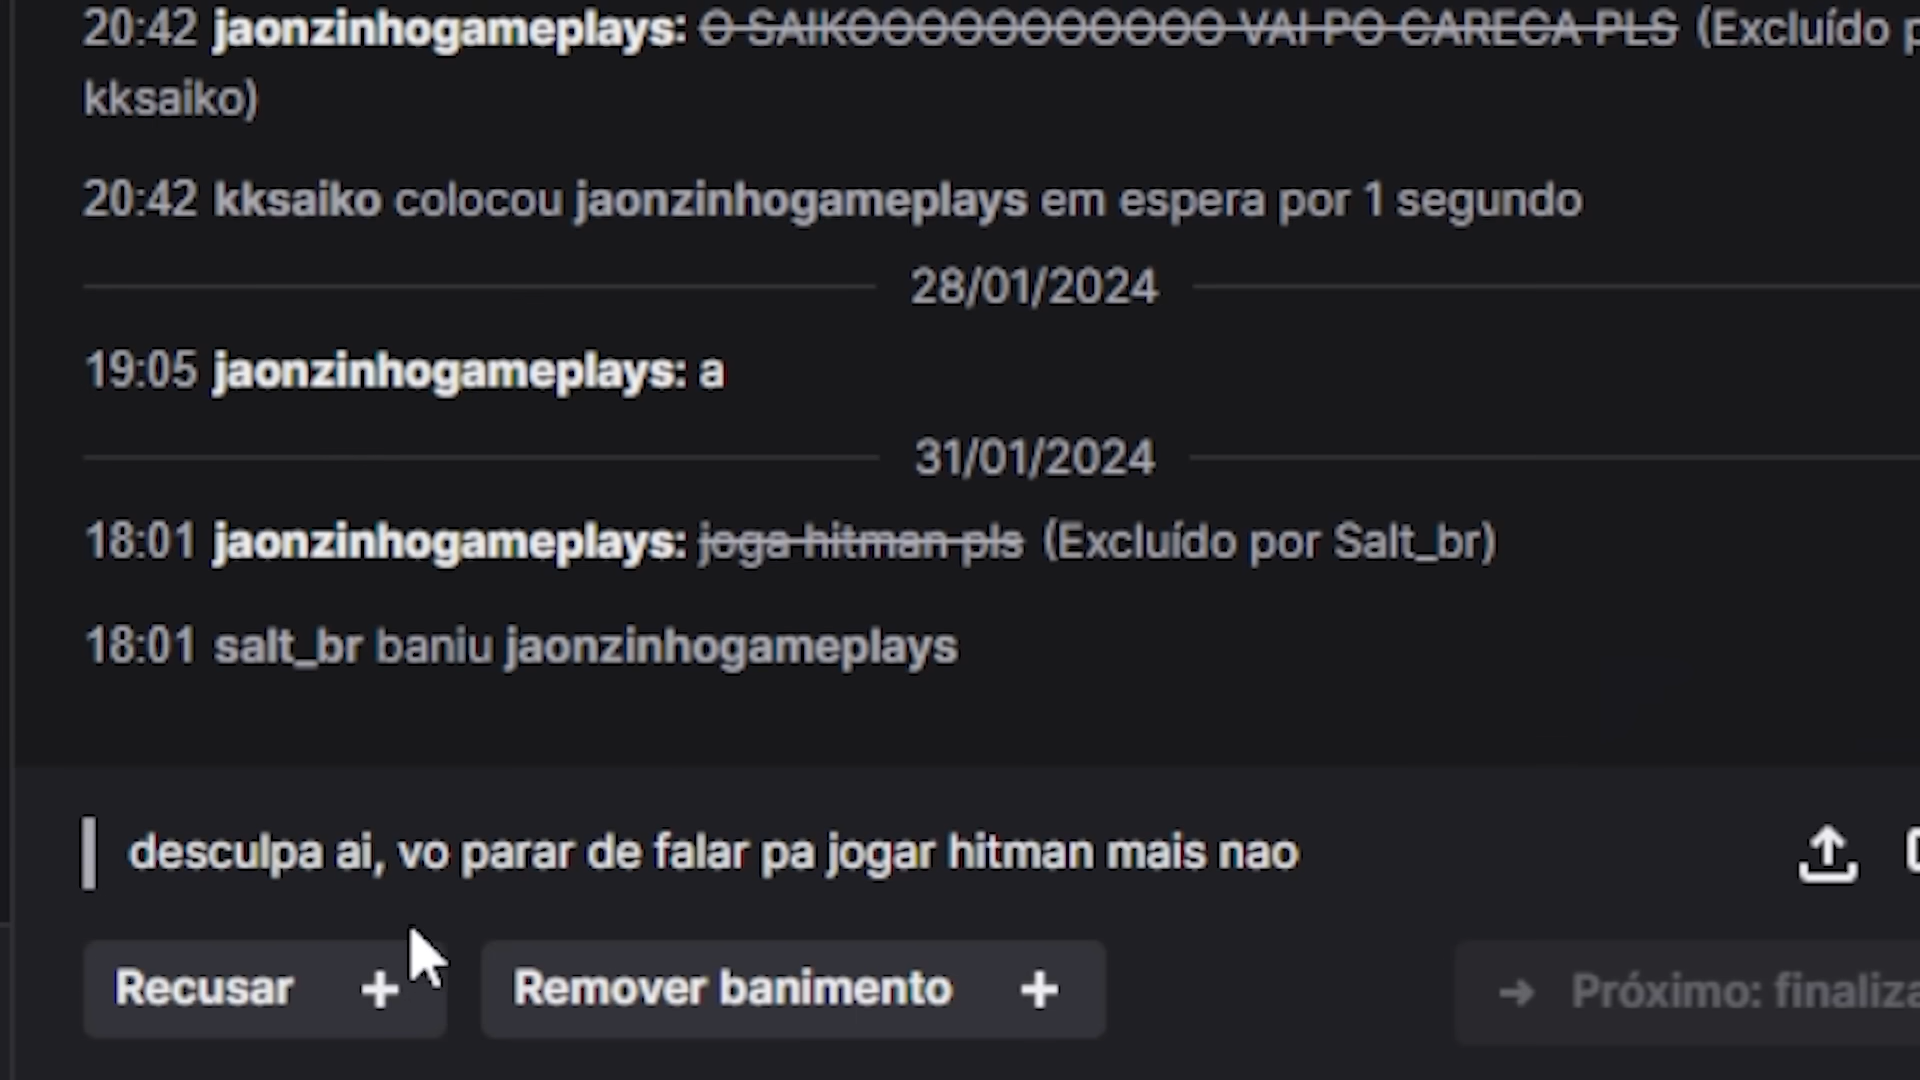 20:42 jaonzinhogameplays: O SAIKOOOOOOOOOOO VAI PO CARECA PLS (Excluído p
kksaiko)
20:42 kksaiko colocou jaonzinhogameplays em espera por 1 segundo
28/01/2024
19:05 jaonzinhogameplays: a
31/01/2024
18:01 jaonzinhogameplays: joga hitman pls (Excluído por Salt_br)
18:01 salt_br baniu jaonzinhogameplays
desculpa ai, vo parar de falar pa jogar hitman mais nao
Recusar + Remover banimento + → Próximo: finaliza